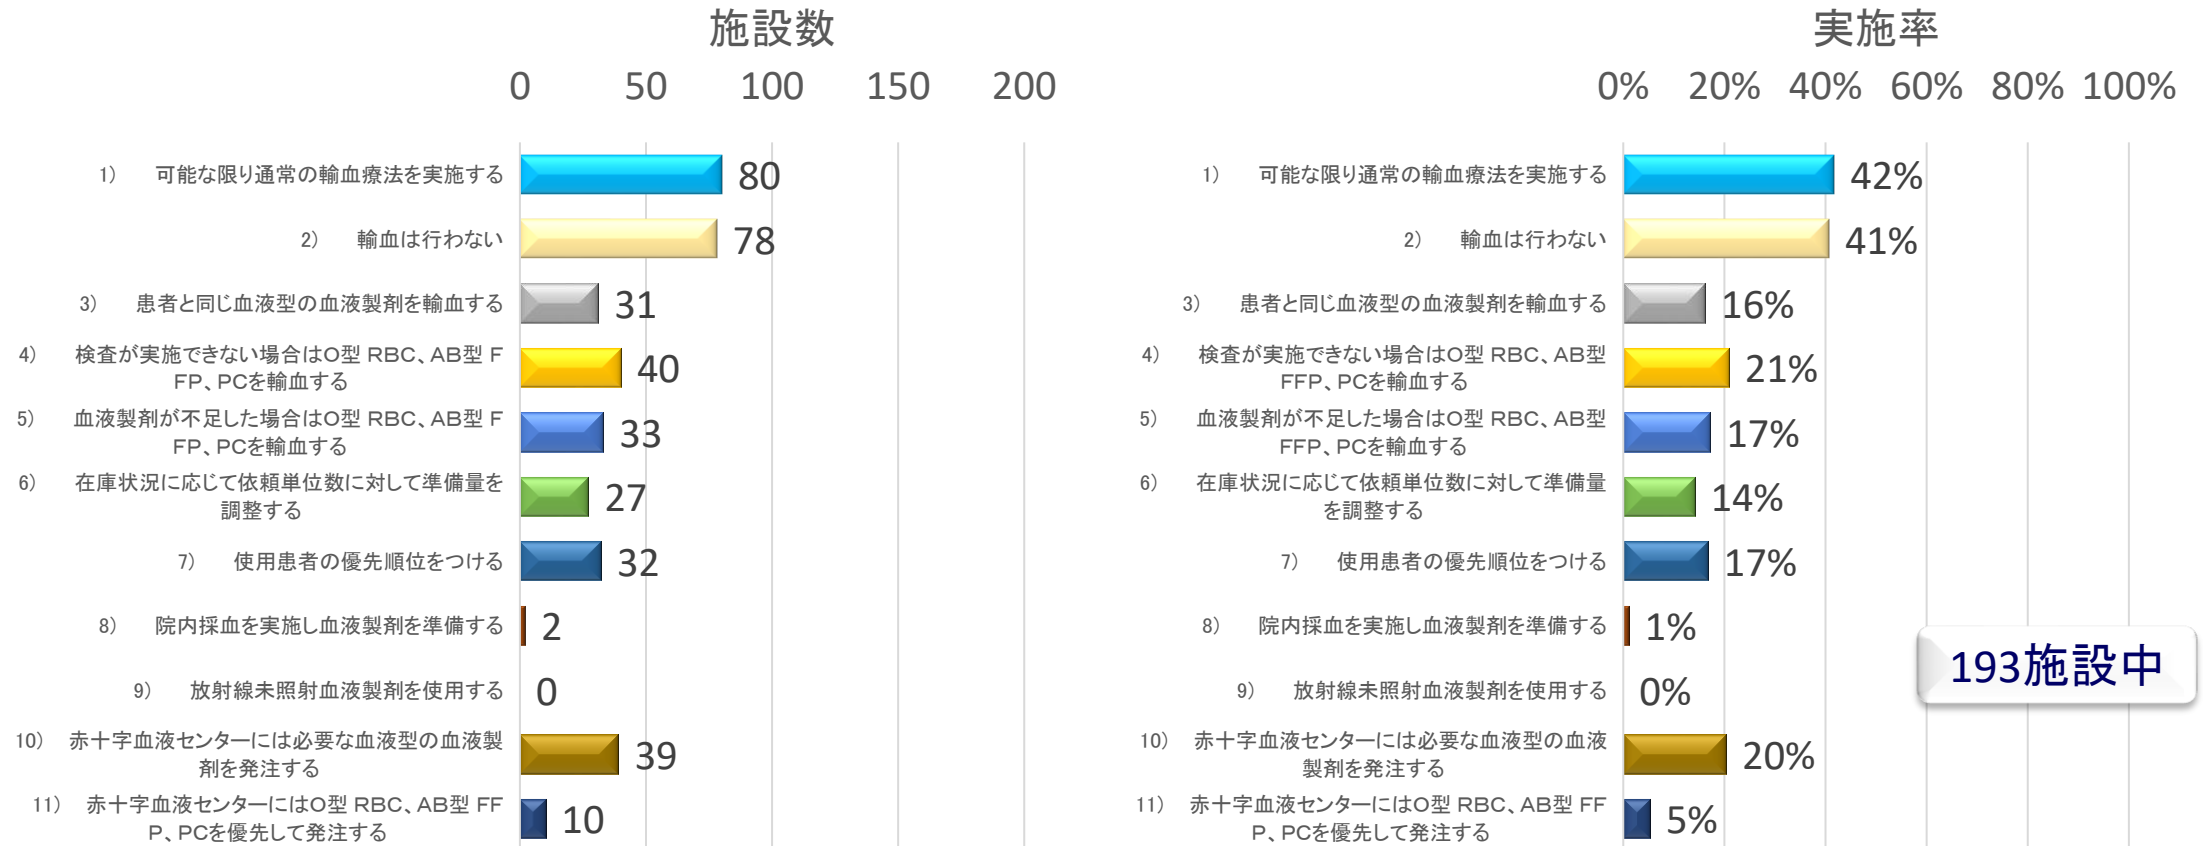 施設数
0 50 100 150 200
1) 可能な限り通常の輸血療法を実施する 80
2) 輸血は行わない 78
3) 患者と同じ血液型の血液製剤を輸血する 31
4) 検査が実施できない場合はO型 RBC、AB型 F
FP、PCを輸血する 40
5) 血液製剤が不足した場合はO型 RBC、AB型 F
FP、PCを輸血する 33
6) 在庫状況に応じて依頼単位数に対して準備量を
調整する 27
7) 使用患者の優先順位をつける 32
8) 院内採血を実施し血液製剤を準備する 2
9) 放射線未照射血液製剤を使用する 0
10) 赤十字血液センターには必要な血液型の血液製
剤を発注する 39
11) 赤十字血液センターにはO型 RBC、AB型 FF
P、PCを優先して発注する 10
実施率
0% 20% 40% 60% 80% 100%
1) 可能な限り通常の輸血療法を実施する 42%
2) 輸血は行わない 41%
3) 患者と同じ血液型の血液製剤を輸血する 16%
4) 検査が実施できない場合はO型 RBC、AB型
FFP、PCを輸血する 21%
5) 血液製剤が不足した場合はO型 RBC、AB型
FFP、PCを輸血する 17%
6) 在庫状況に応じて依頼単位数に対して準備量
を調整する 14%
7) 使用患者の優先順位をつける 17%
8) 院内採血を実施し血液製剤を準備する 1%
9) 放射線未照射血液製剤を使用する 0%
10) 赤十字血液センターには必要な血液型の血液
製剤を発注する 20%
11) 赤十字血液センターにはO型 RBC、AB型 FF
P、PCを優先して発注する 5%
193施設中